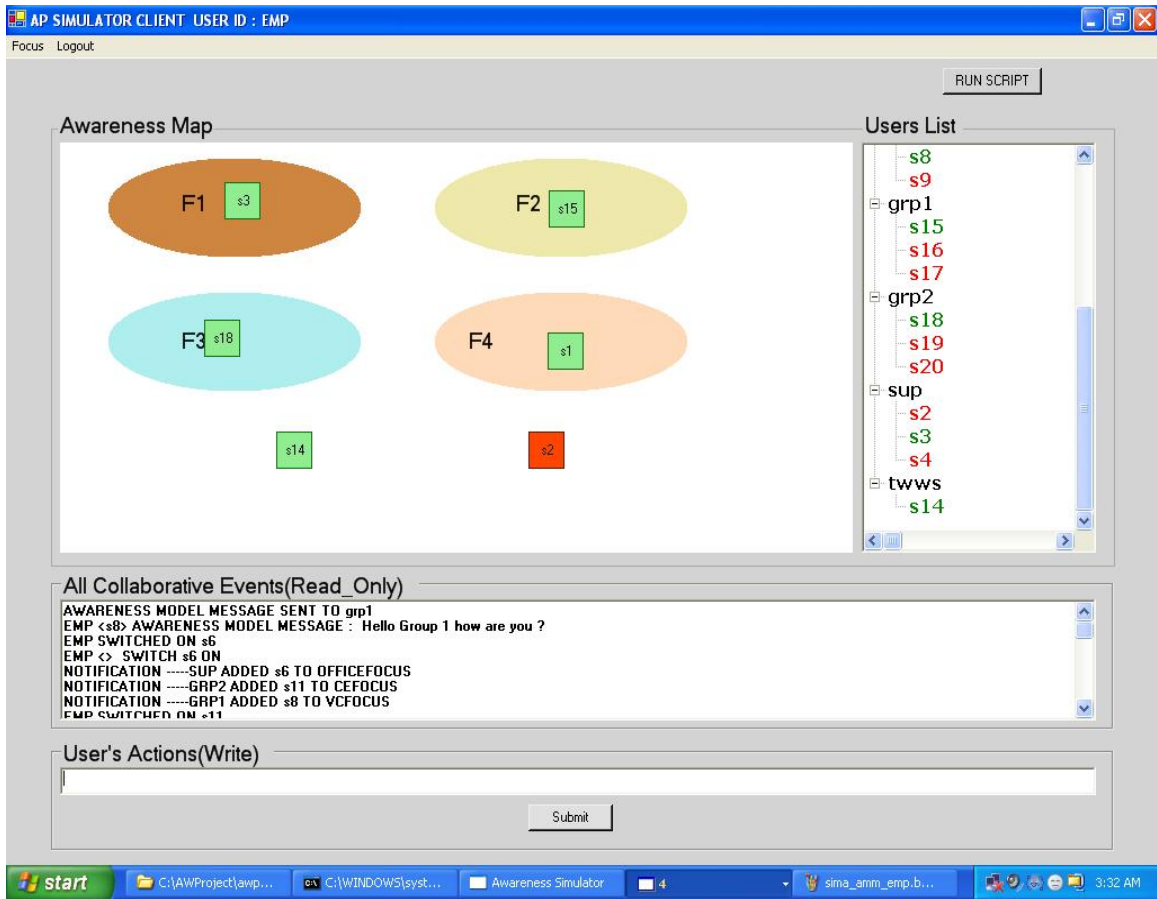 AP SIMULATOR CLIENT USER ID : EMP
Focus Logout
RUN SCRIPT
Awareness Map
F1
s3
F2
s15
F3
s18
F4
s1
s14
s2
Users List
s8
s9
grp1
s15
s16
s17
grp2
s18
s19
s20
sup
s2
s3
s4
twws
s14
All Collaborative Events(Read_Only)
AWARENESS MODEL MESSAGE SENT TO grp1
EMP <s8> AWARENESS MODEL MESSAGE : Hello Group 1 how are you ?
EMP SWITCHED ON s6
EMP <> SWITCH s6 ON
NOTIFICATION -----SUP ADDED s6 TO OFFICEFOCUS
NOTIFICATION -----GRP2 ADDED s11 TO CEFOCUS
NOTIFICATION -----GRP1 ADDED s8 TO VCFOCUS
EMP SWITCHED ON s11
User's Actions(Write)
Submit
start
C:\AWProject\awp...
C:\WINDOWS\syst...
Awareness Simulator
4
sima_amm_emp.b...
3:32 AM